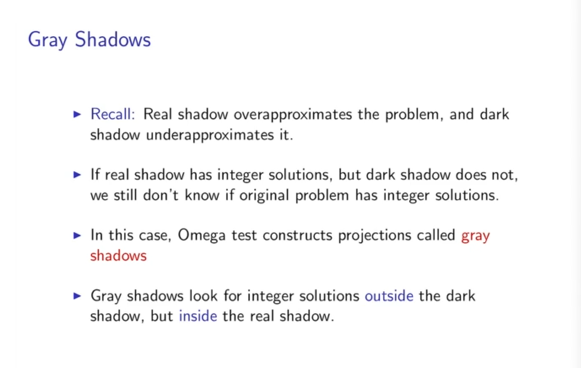 Gray Shadows
► Recall: Real shadow overapproximates the problem, and dark
shadow underapproximates it.
► If real shadow has integer solutions, but dark shadow does not,
we still don't know if original problem has integer solutions.
► In this case, Omega test constructs projections called gray
shadows
► Gray shadows look for integer solutions outside the dark
shadow, but inside the real shadow.